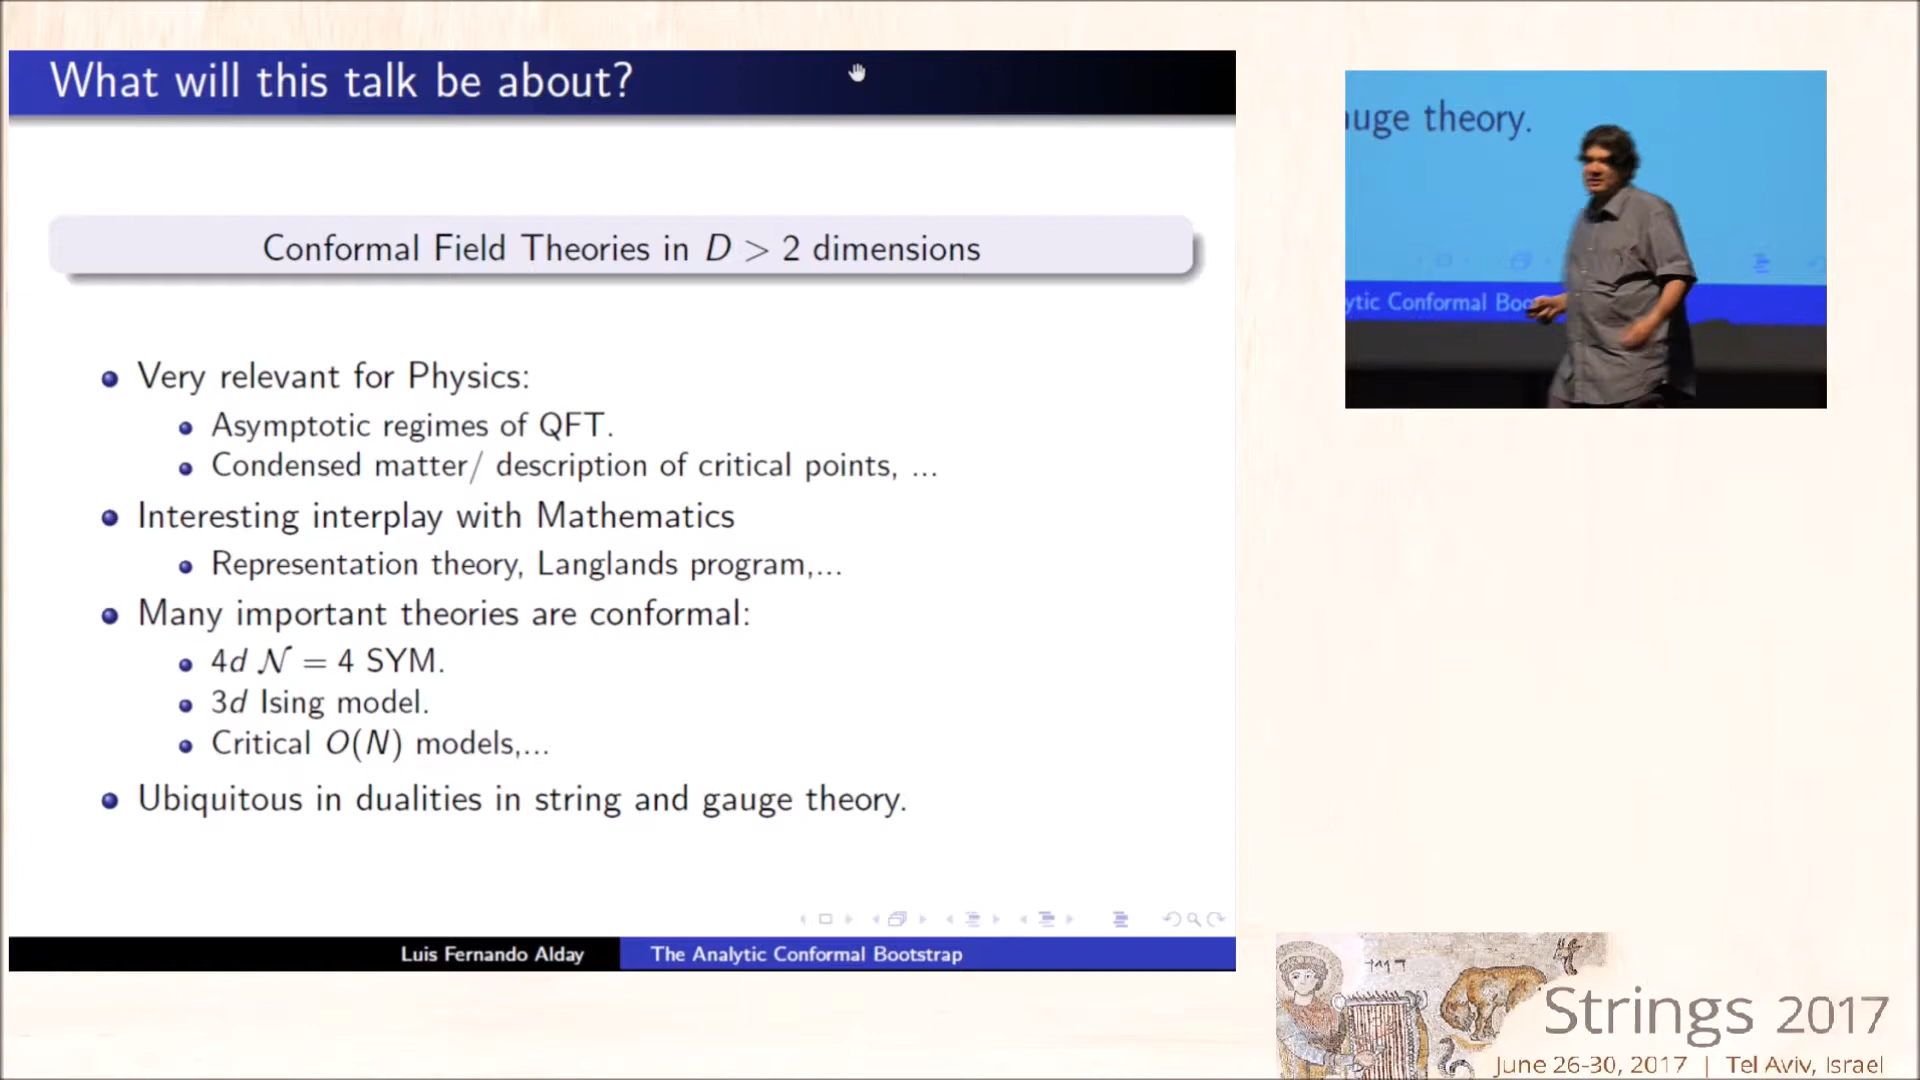 What will this talk be about?
Conformal Field Theories in D > 2 dimensions
Very relevant for Physics:
Asymptotic regimes of QFT.
Condensed matter/ description of critical points, ...
Interesting interplay with Mathematics
Representation theory, Langlands program,...
Many important theories are conformal:
4d 𝒩 = 4 SYM.
3d Ising model.
Critical O(N) models,...
Ubiquitous in dualities in string and gauge theory.
Luis Fernando Alday
The Analytic Conformal Bootstrap
auge theory.
ytic Conformal Boo
Strings 2017
June 26-30, 2017 | Tel Aviv, Israel